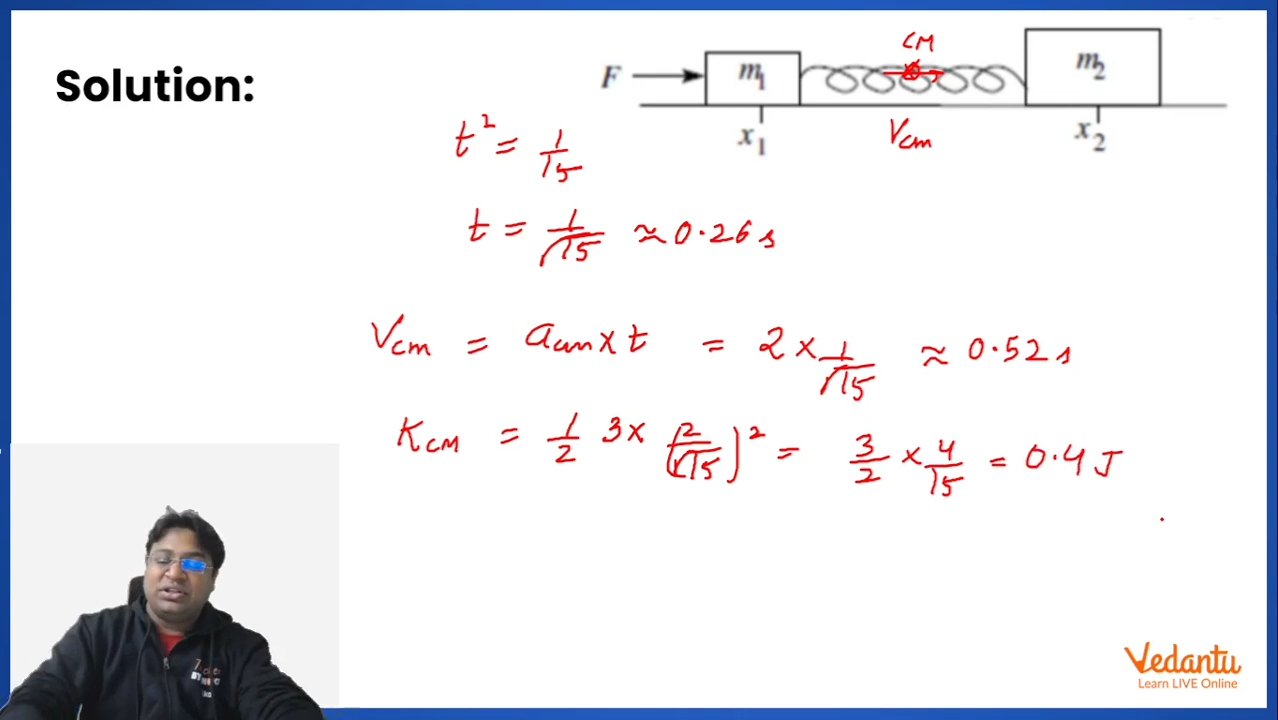 Solution:
CM
F → m₁ m₂
x₁ Vcm x₂
t² = 1/15
t = 1/√15 ≈ 0.26 s
Vcm = acm × t = 2 × 1/√15 ≈ 0.52 s
KCM = 1/2 3 × (2/√15)² = 3/2 × 4/15 = 0.4 J
Vedantu
Learn LIVE Online